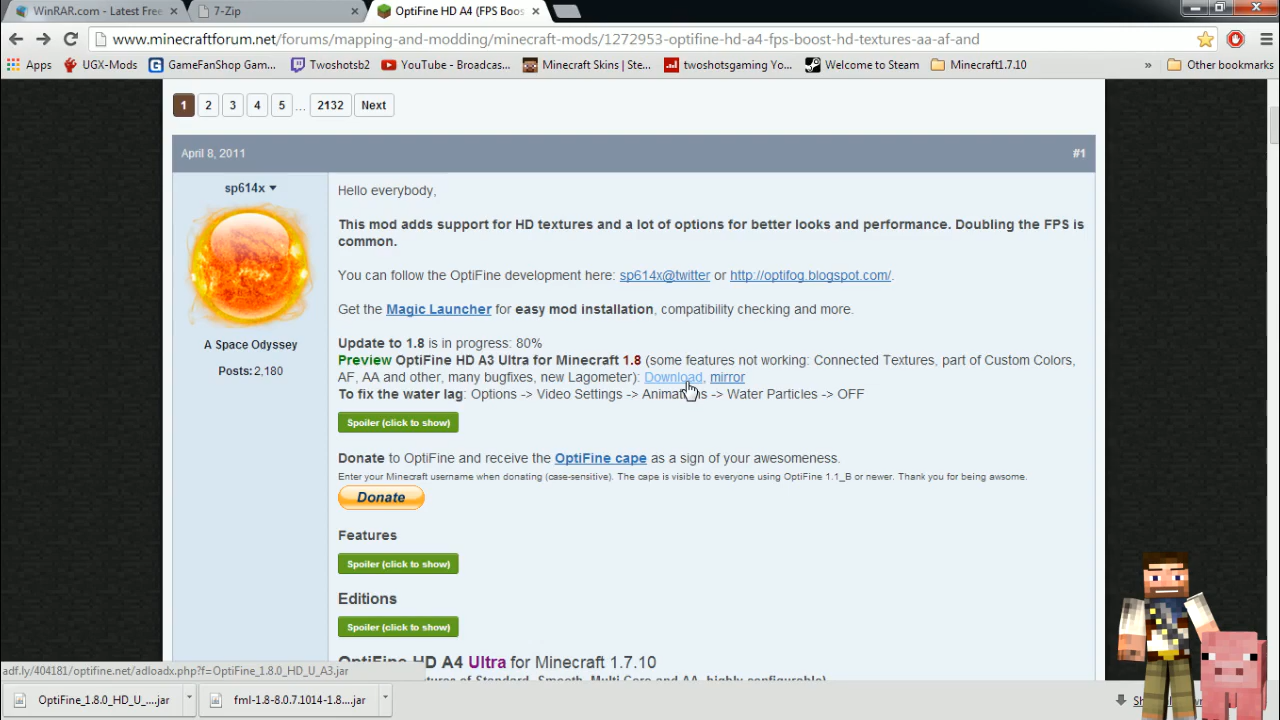 WinRAR.com - Latest Free
7-Zip
OptiFine HD A4 (FPS Boos
www.minecraftforum.net/forums/mapping-and-modding/minecraft-mods/1272953-optifine-hd-a4-fps-boost-hd-textures-aa-af-and
Apps UGX-Mods GameFanShop Gam... Twoshotsb2 YouTube - Broadcas... Minecraft Skins | Ste... twoshotsgaming Yo... Welcome to Steam Minecraft1.7.10 » Other bookmarks
1 2 3 4 5 ... 2132 Next
April 8, 2011 #1
sp614x
A Space Odyssey
Posts: 2,180
Hello everybody,
This mod adds support for HD textures and a lot of options for better looks and performance. Doubling the FPS is
common.
You can follow the OptiFine development here: sp614x@twitter or http://optifog.blogspot.com/.
Get the Magic Launcher for easy mod installation, compatibility checking and more.
Update to 1.8 is in progress: 80%
Preview OptiFine HD A3 Ultra for Minecraft 1.8 (some features not working: Connected Textures, part of Custom Colors,
AF, AA and other, many bugfixes, new Lagometer): Download, mirror
To fix the water lag: Options -> Video Settings -> Animations -> Water Particles -> OFF
Spoiler (click to show)
Donate to OptiFine and receive the OptiFine cape as a sign of your awesomeness.
Enter your Minecraft username when donating (case-sensitive). The cape is visible to everyone using OptiFine 1.1_B or newer. Thank you for being awsome.
Donate
Features
Spoiler (click to show)
Editions
Spoiler (click to show)
OptiFine HD A4 Ultra for Minecraft 1.7.10
adf.ly/404181/optifine.net/adloadx.php?f=OptiFine_1.8.0_HD_U_A3.jar
OptiFine_1.8.0_HD_U_....jar
fml-1.8-8.0.7.1014-1.8....jar